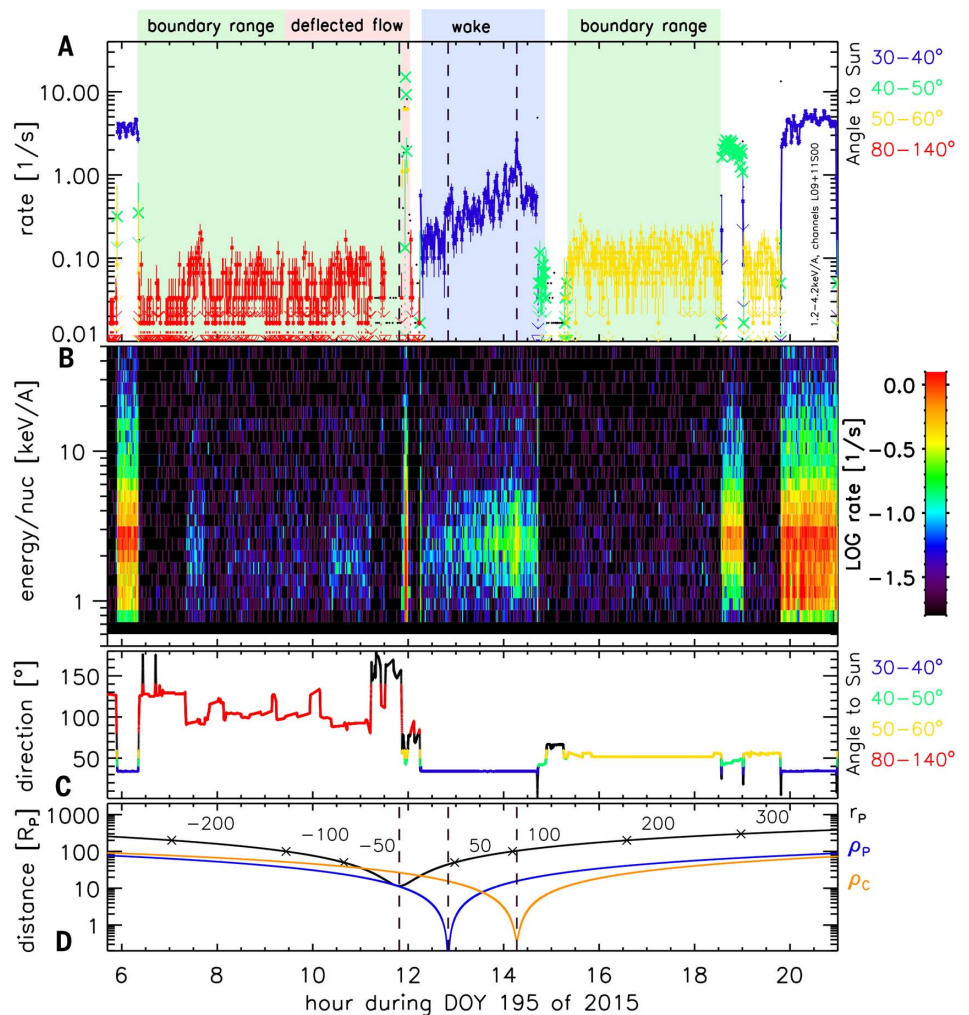 boundary range deflected flow wake boundary range
A
rate [1/s]
10.00
1.00
0.10
0.01
1.2−4.2keV/A, channels L09+11S00
Angle to Sun
30−40°
40−50°
50−60°
80−140°
B
energy/nuc [keV/A]
10
1
LOG rate [1/s]
0.0
−0.5
−1.0
−1.5
C
direction [°]
150
100
50
Angle to Sun
30−40°
40−50°
50−60°
80−140°
D
distance [RP]
1000
100
10
1
−200 −100 −50 50 100 200 300
rP
ρP
ρC
6 8 10 12 14 16 18 20
hour during DOY 195 of 2015